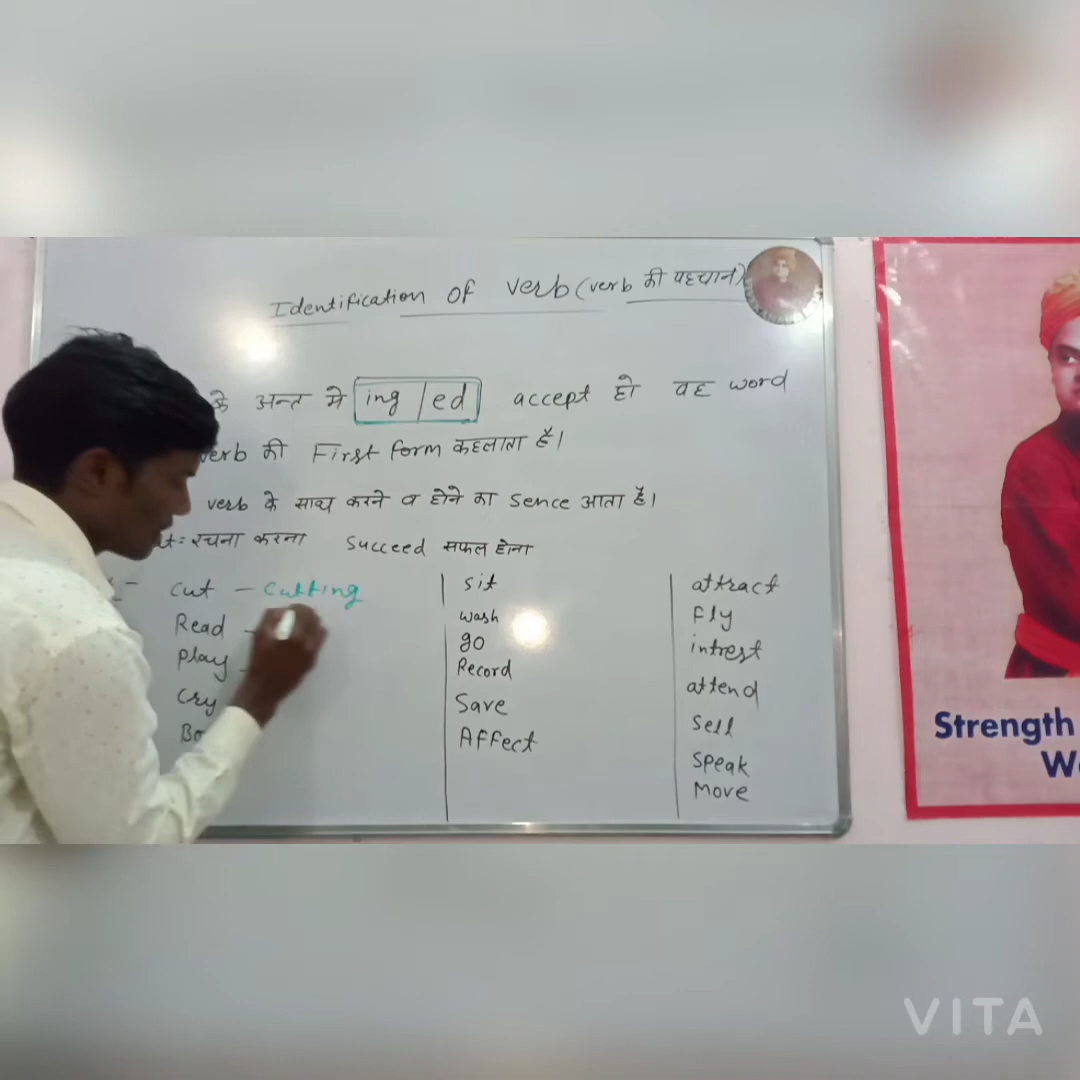 Identification of verb (verb की पहचान)
के अन्त मे ing/ed accept हो वह word
verb की First form कहलाता है।
verb के साथ करने व होने का Sence आता है।
= रचना करना Succeed सफल होना
cut - cutting
Read -
Play -
Cry
sit
wash
go
Record
Save
Affect
attract
Fly
intrest
attend
Sell
Speak
Move
Strength
VITA